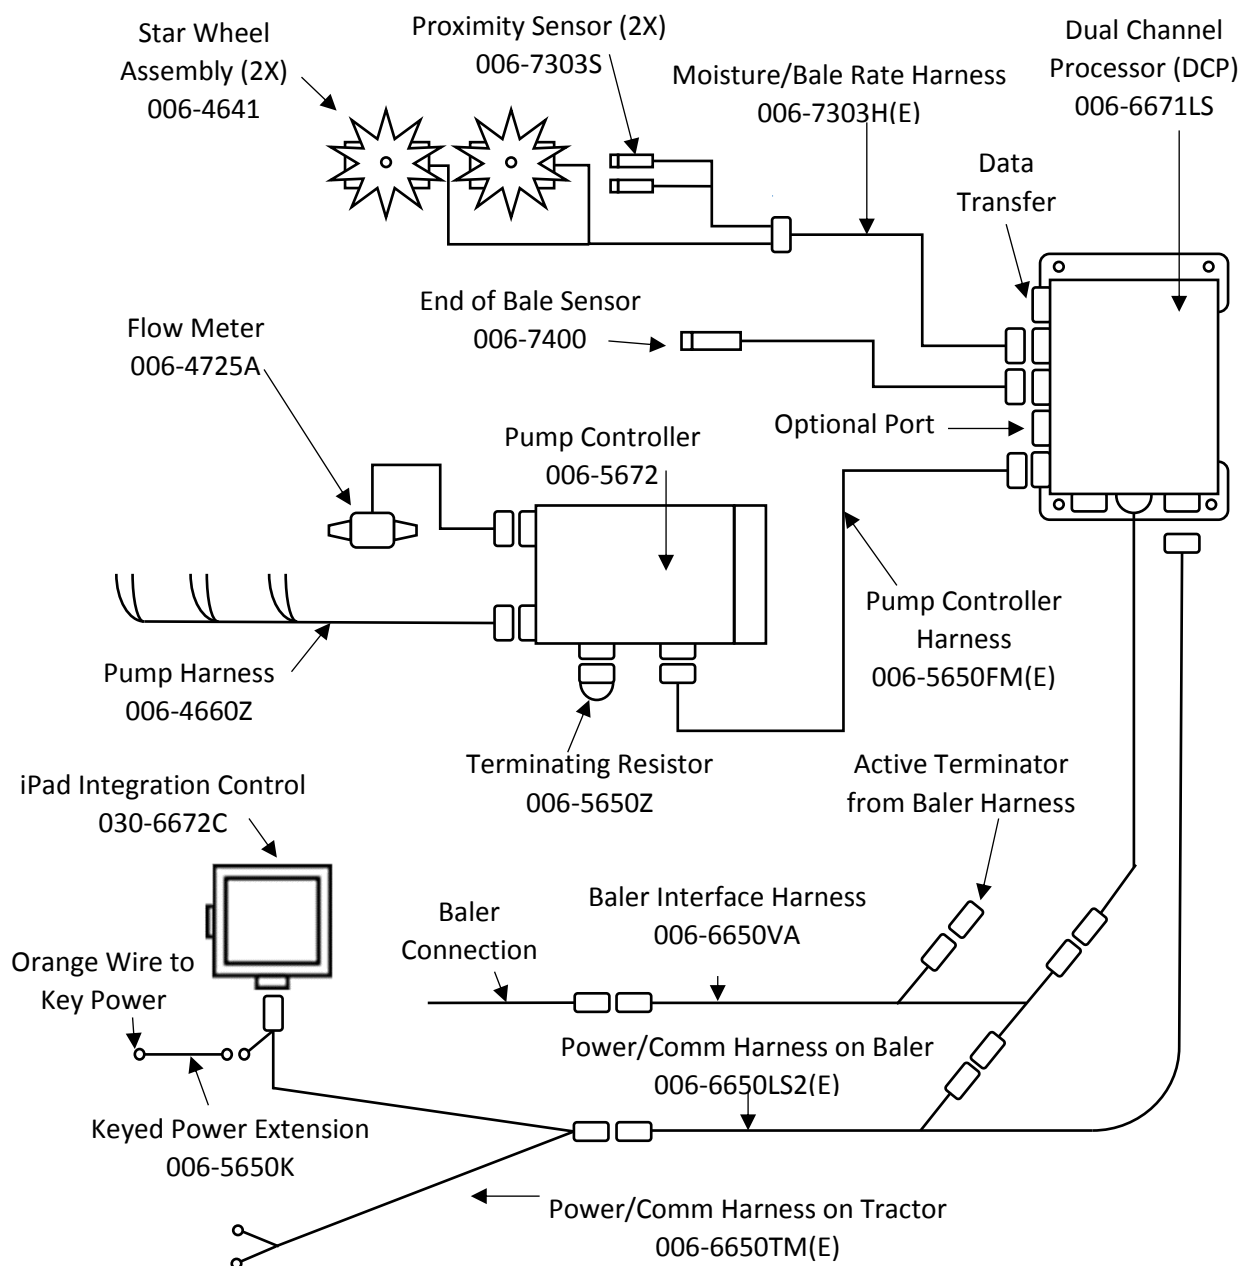 Star Wheel
Assembly (2X)
006-4641
Proximity Sensor (2X)
006-7303S
Moisture/Bale Rate Harness
006-7303H(E)
Dual Channel
Processor (DCP)
006-6671LS
Data
Transfer
End of Bale Sensor
006-7400
Flow Meter
006-4725A
Optional Port
Pump Controller
006-5672
Pump Controller
Harness
006-5650FM(E)
Pump Harness
006-4660Z
Terminating Resistor
006-5650Z
Active Terminator
from Baler Harness
iPad Integration Control
030-6672C
Baler
Connection
Baler Interface Harness
006-6650VA
Orange Wire to
Key Power
Power/Comm Harness on Baler
006-6650LS2(E)
Keyed Power Extension
006-5650K
Power/Comm Harness on Tractor
006-6650TM(E)